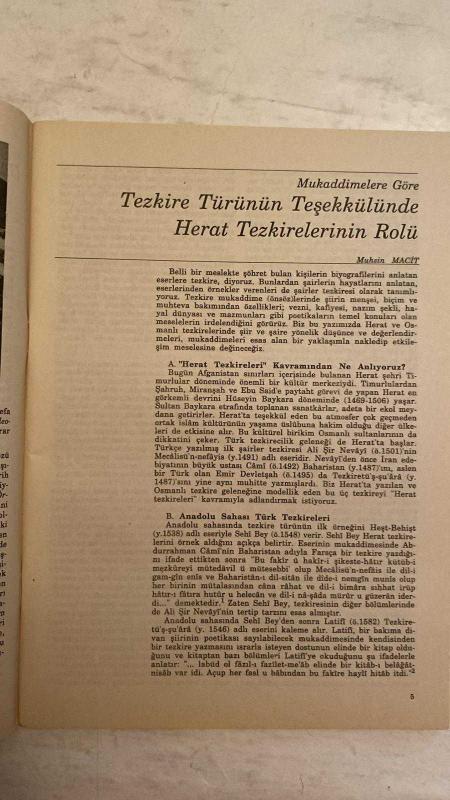 Mukaddimelere Göre
Tezkire Türünün Teşekkülünde
Herat Tezkirelerinin Rolü
Muhsin MACİT
Belli bir meslekte şöhret bulan kişilerin biyografilerini anlatan
eserlere tezkire, diyoruz. Bunlardan şairlerin hayatlarını anlatan,
eserlerinden örnekler verenleri de şairler tezkiresi olarak tanımlı-
yoruz. Tezkire mukaddime (önsöz)lerinde şiirin menşei, biçim ve
muhteva bakımından özellikleri; vezni, kafiyesi, nazım şekli, ha-
yal dünyası ve mazmunları gibi poetikaların temel konuları olan
meselelerin irdelendiğini görürüz. Biz bu yazımızda Herat ve Os-
manlı tezkirelerinde şiir ve şaire yönelik düşünce ve değerlendir-
meleri, mukaddimeleri esas alan bir yaklaşımla nakledip etkile-
şim meselesine değineceğiz.
A. "Herat Tezkireleri" Kavramından Ne Anlıyoruz?
Bugün Afganistan sınırları içerisinde bulunan Herat şehri Ti-
murlular döneminde önemli bir kültür merkeziydi. Timurlulardan
Şahruh, Miranşah ve Ebu Said'e paytaht görevi de yapan Herat en
görkemli devrini Hüseyin Baykara döneminde (1469-1506) yaşar.
Sultan Baykara etrafında toplanan sanatkârlar, adeta bir ekol mey-
dana getirirler. Herat'ta teşekkül eden bu atmosfer çok geçmeden
ortak islâm kültürünün yaşama üslûbuna hakim olduğu diğer ülke-
leri de etkisine alır. Bu kültürel birikim Osmanlı sultanlarının da
dikkatini çeker. Türk tezkirecilik geleneği de Herat'ta başlar.
Türkçe yazılmış ilk şairler tezkiresi Ali Şir Nevâyî (ö.1501)'nin
Mecâlisü'n-nefâyis (y.1491) adlı eseridir. Nevâyî'den önce İran ede-
biyatının büyük ustası Câmî (ö.1492) Baharistan (y.1487)'ını, aslen
bir Türk olan Emir Devletşah (ö.1495) da Tezkiretü'ş-şu'arâ (y.
1487)'sını yine aynı muhitte yazmışlardı. Biz Herat'ta yazılan ve
Osmanlı tezkire geleneğine modellik eden bu üç tezkireyi "Herat
tezkireleri" kavramıyla adlandırmak istiyoruz.
B. Anadolu Sahası Türk Tezkireleri
Anadolu sahasında tezkire türünün ilk örneğini Heşt-Behişt
(y.1538) adlı eseriyle Sehî Bey (ö.1548) verir. Sehî Bey Herat tezkire-
lerini örnek aldığını açıkça belirtir. Eserinin mukaddimesinde Ab-
durrahman Câmî'nin Baharistan adıyla Farsça bir tezkire yazdığı-
nı ifade ettikten sonra "Bu fakîr û hakîr-i şikeste-hâtır kütüb-i
mezkûreyi mütedâvil ü mütesebbi' olup Mecâlisü'n-nefâis ile dil-i
gam-gîn enîs ve Baharistân-ı dil-sitân ile dîde-i nemgîn munîs olup
her birinin mütalasından câna râhat ve dil-i bîmâra sıhhat irüp
hâtır-ı fâtıra hutûr u helecân ve dil-i nâ-şâda mürûr u güzerân ider-
di..." demektedir.1 Zaten Sehî Bey, tezkiresinin diğer bölümlerinde
de Ali Şir Nevâyî'nin tertip tarzını esas almıştır.
Anadolu sahasında Sehî Bey'den sonra Latifî (ö.1582) Tezkire-
tü'ş-şu'arâ (y. 1546) adlı eserini kaleme alır. Latifî, bir bakıma di-
van şiirinin poetikası sayılabilecek mukaddimesinde kendisinden
bir tezkire yazmasını ısrarla isteyen dostunun elinde bir kitap oldu-
ğunu ve kitaptan bazı bölümleri Latifî'ye okuduğunu şu ifadelerle
anlatır: "... labüd ol fâzıl-ı fazîlet-me'âb elinde bir kitâb-ı belâğât-
nisâb var idi. Açup her fasl u bâbından bu fakîre haylî hitâb itdi."2
5